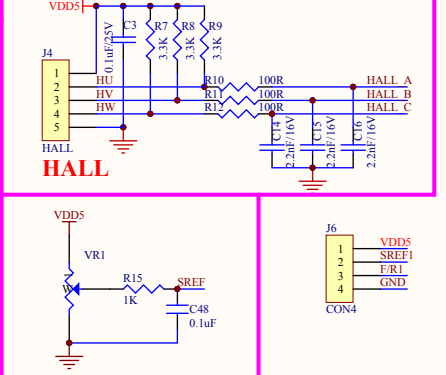 VDD5
C3
0.1uF/25V
R7
3.3K
R8
3.3K
R9
3.3K
J4
1
2
3
4
5
HU
HV
HW
R10
R11
R12
100R
100R
100R
HALL_A
HALL_B
HALL_C
C14
2.2nF/16V
C15
2.2nF/16V
C16
2.2nF/16V
HALL
HALL
VDD5
VR1
W
R15
1K
SREF
C48
0.1uF
J6
1
2
3
4
VDD5
SREF1
F/R1
GND
CON4